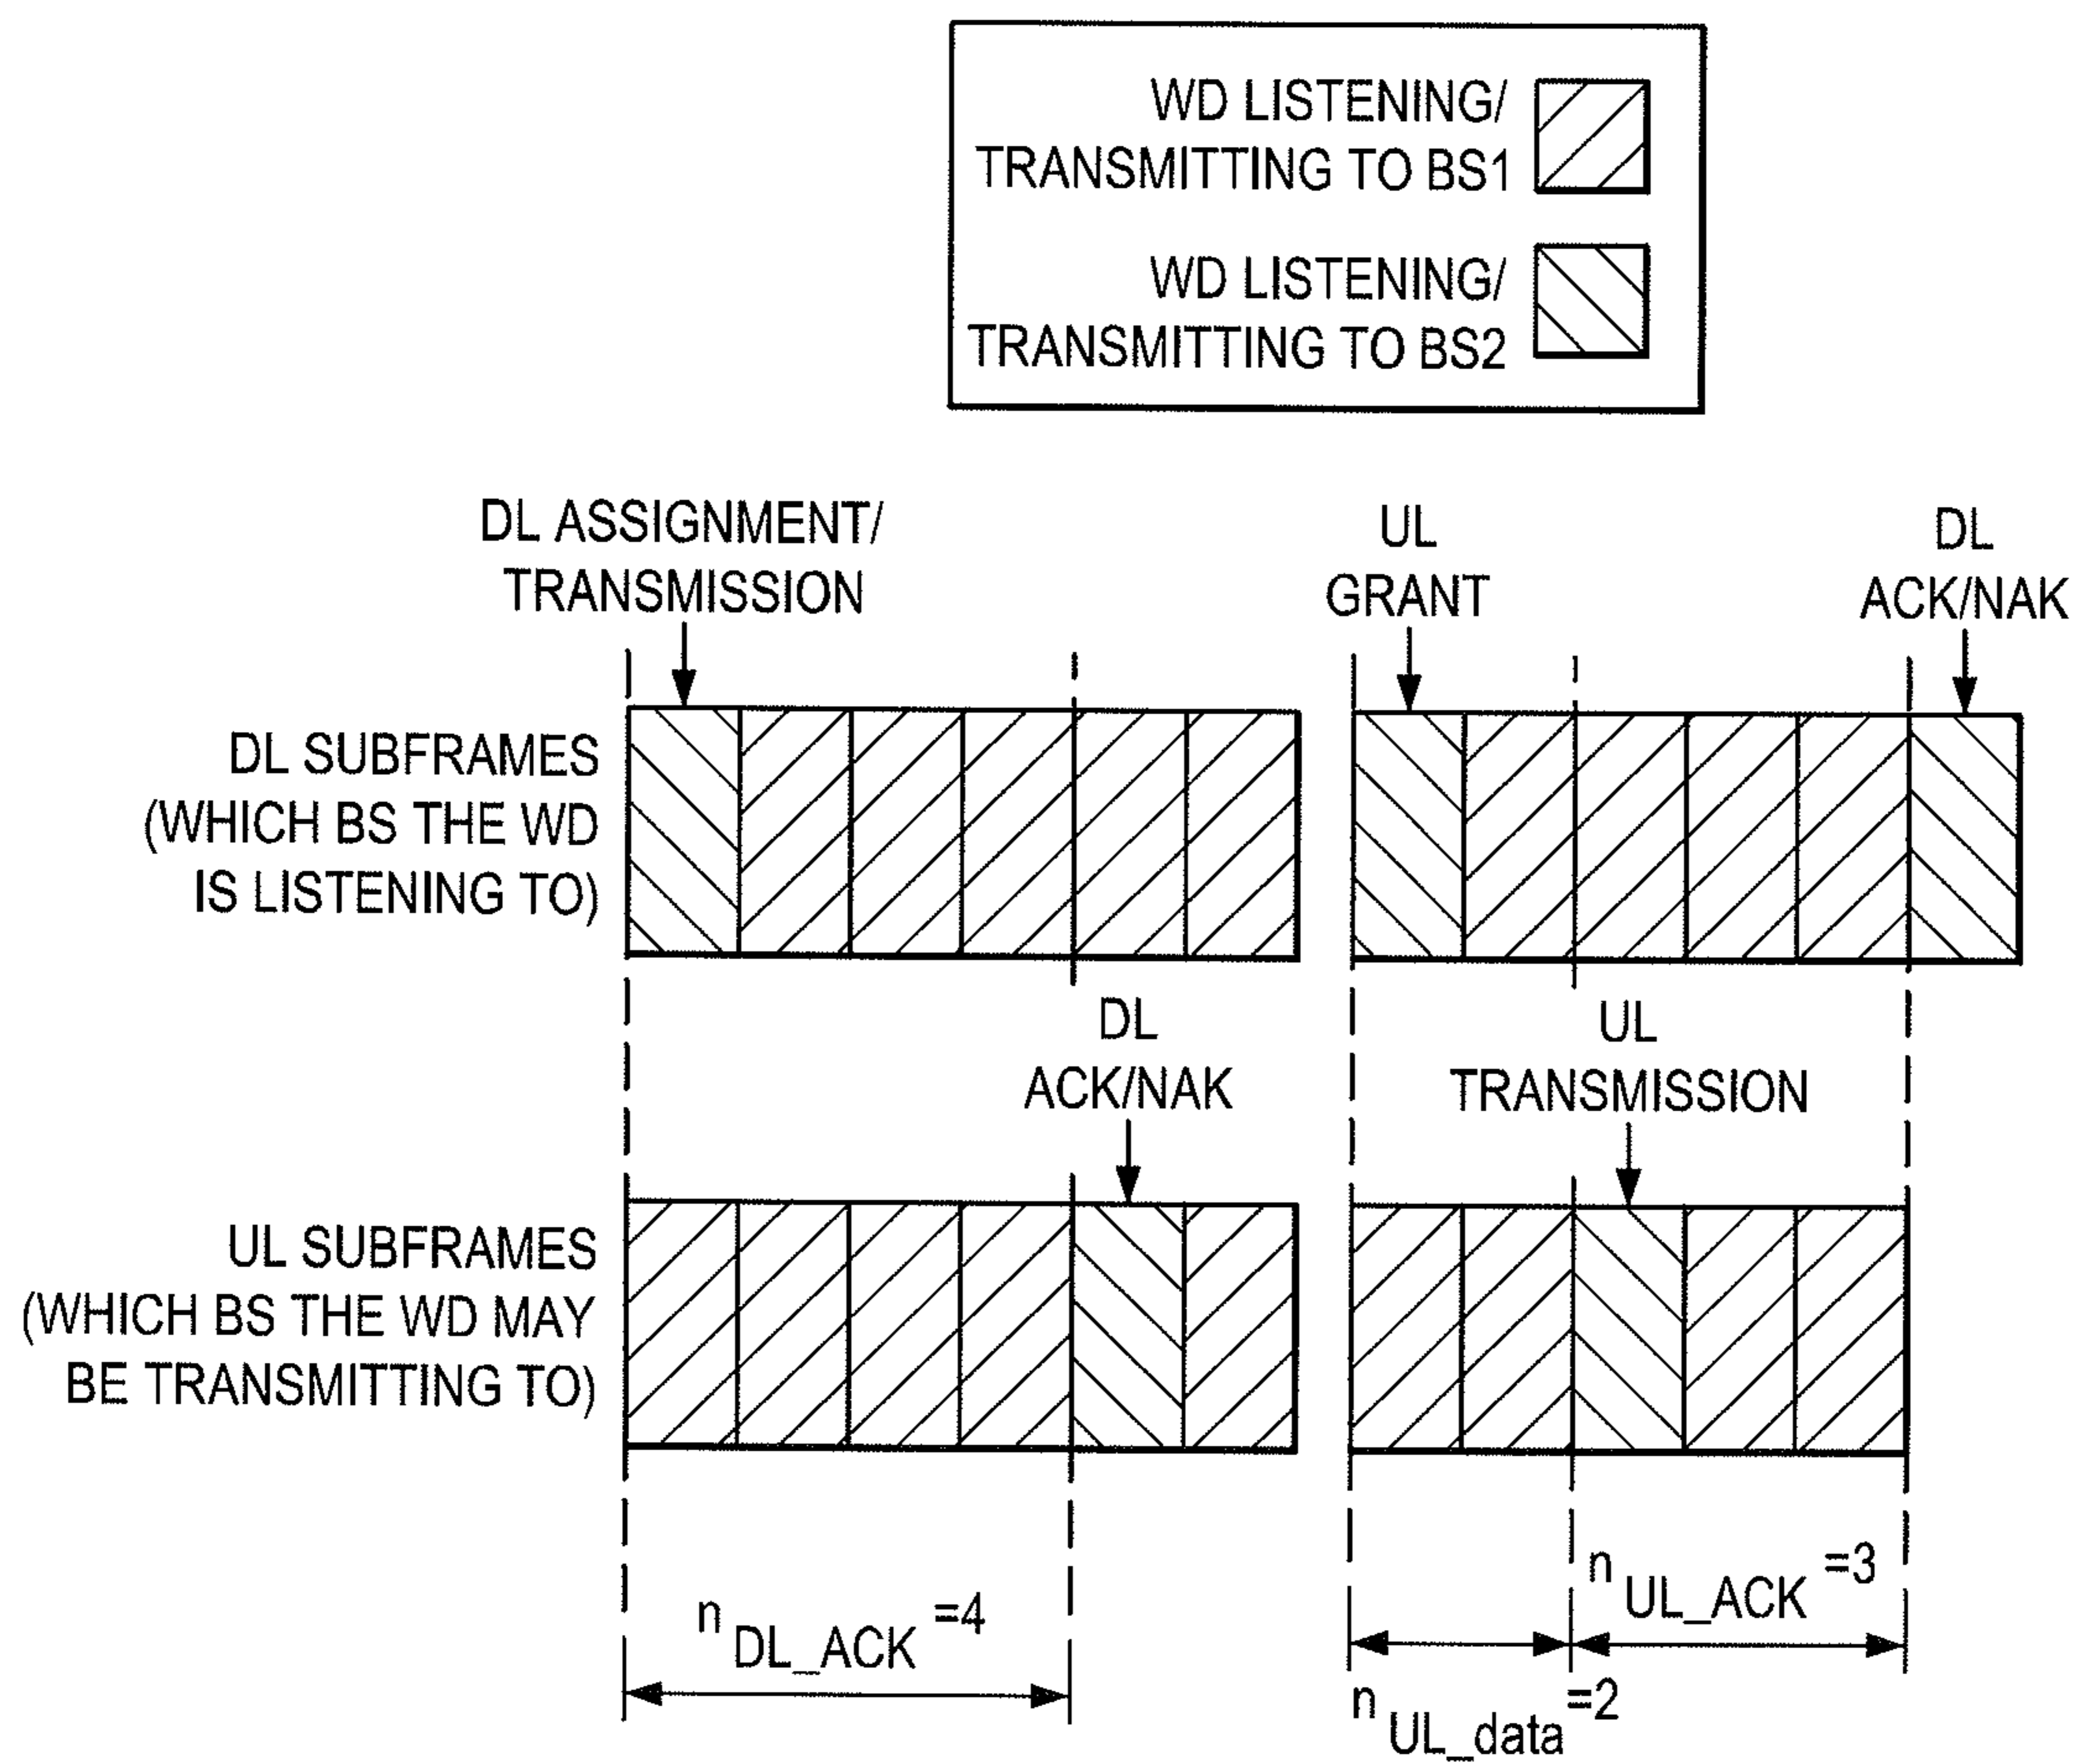 WD LISTENING/
TRANSMITTING TO BS1
WD LISTENING/
TRANSMITTING TO BS2
DL ASSIGNMENT/
TRANSMISSION
UL
GRANT
DL
ACK/NAK
DL SUBFRAMES
(WHICH BS THE WD
IS LISTENING TO)
DL
ACK/NAK
UL
TRANSMISSION
UL SUBFRAMES
(WHICH BS THE WD MAY
BE TRANSMITTING TO)
n DL_ACK =4
n UL_data =2
n UL_ACK =3